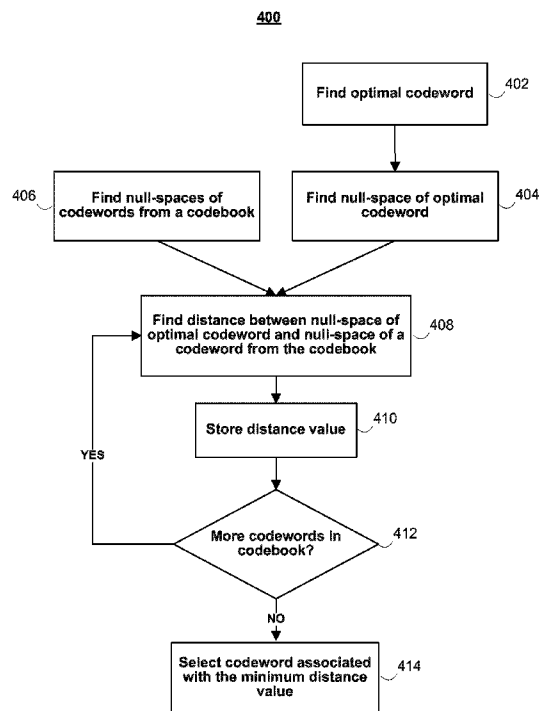 400
Find optimal codeword
402
406
Find null-spaces of
codewords from a codebook
Find null-space of optimal
codeword
404
Find distance between null-space of
optimal codeword and null-space of a
codeword from the codebook
408
Store distance value
410
YES
More codewords in
codebook?
412
NO
Select codeword associated
with the minimum distance
value
414